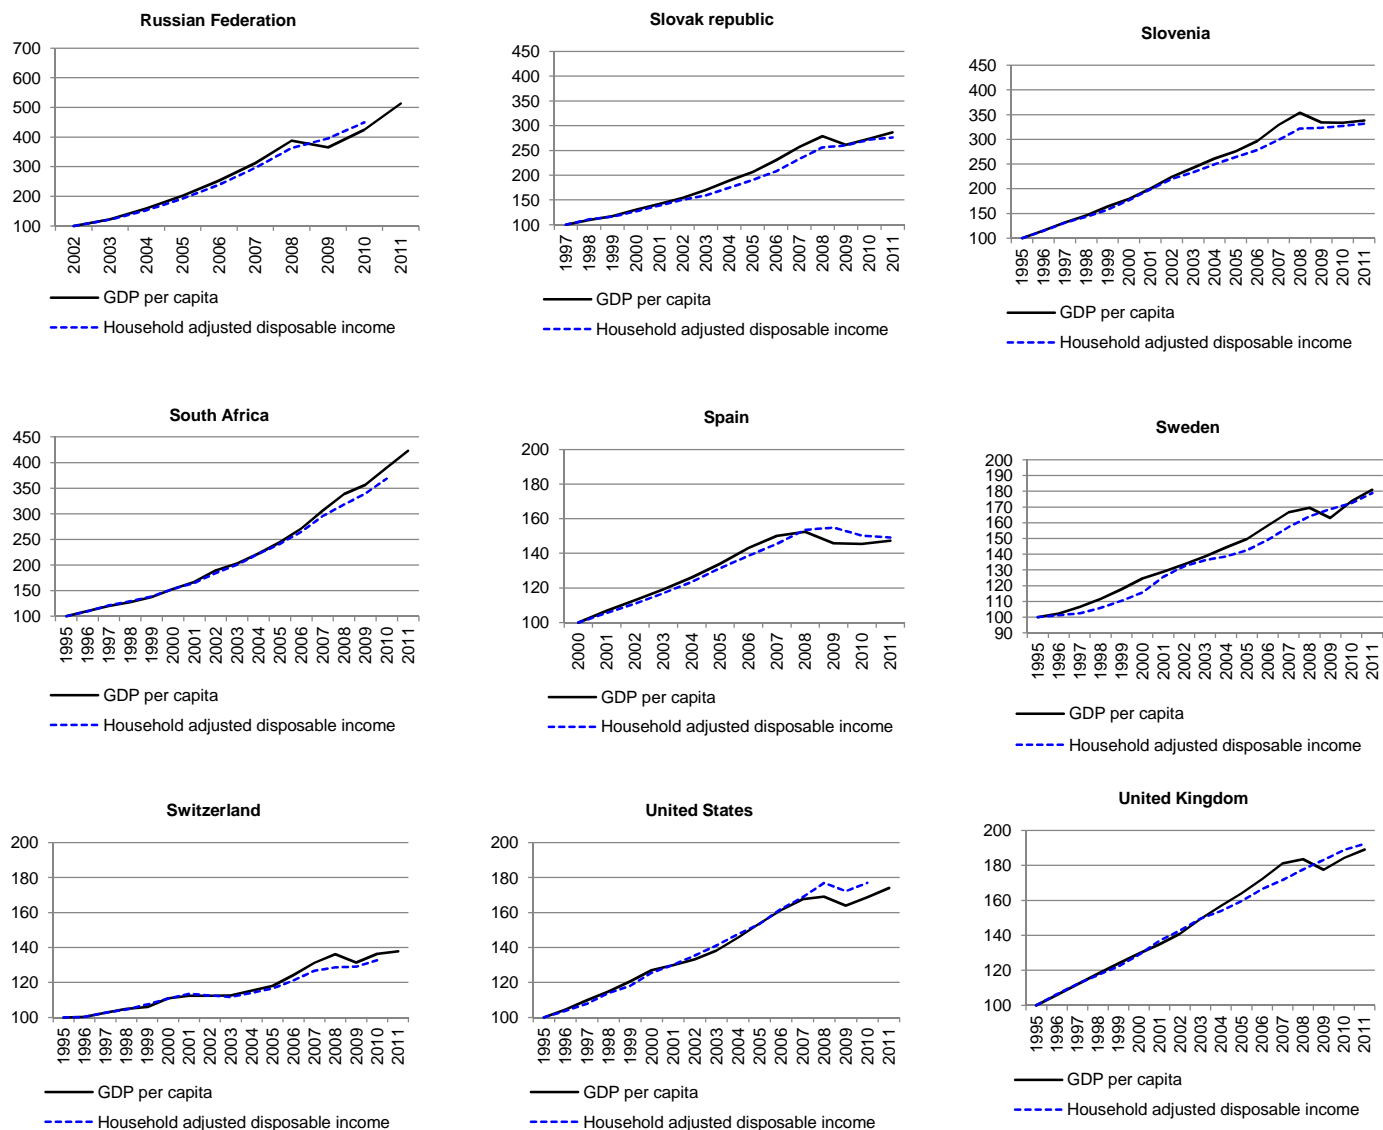 Russian Federation
700
600
500
400
300
200
100
2002 2003 2004 2005 2006 2007 2008 2009 2010 2011
GDP per capita
Household adjusted disposable income
Slovak republic
450
400
350
300
250
200
150
100
1997 1998 1999 2000 2001 2002 2003 2004 2005 2006 2007 2008 2009 2010 2011
GDP per capita
Household adjusted disposable income
Slovenia
450
400
350
300
250
200
150
100
1995 1996 1997 1998 1999 2000 2001 2002 2003 2004 2005 2006 2007 2008 2009 2010 2011
GDP per capita
Household adjusted disposable income
South Africa
450
400
350
300
250
200
150
100
1995 1996 1997 1998 1999 2000 2001 2002 2003 2004 2005 2006 2007 2008 2009 2010 2011
GDP per capita
Household adjusted disposable income
Spain
200
180
160
140
120
100
2000 2001 2002 2003 2004 2005 2006 2007 2008 2009 2010 2011
GDP per capita
Household adjusted disposable income
Sweden
200
190
180
170
160
150
140
130
120
110
100
90
1995 1996 1997 1998 1999 2000 2001 2002 2003 2004 2005 2006 2007 2008 2009 2010 2011
GDP per capita
Household adjusted disposable income
Switzerland
200
180
160
140
120
100
1995 1996 1997 1998 1999 2000 2001 2002 2003 2004 2005 2006 2007 2008 2009 2010 2011
GDP per capita
Household adjusted disposable income
United States
200
180
160
140
120
100
1995 1996 1997 1998 1999 2000 2001 2002 2003 2004 2005 2006 2007 2008 2009 2010 2011
GDP per capita
Household adjusted disposable income
United Kingdom
200
180
160
140
120
100
1995 1996 1997 1998 1999 2000 2001 2002 2003 2004 2005 2006 2007 2008 2009 2010 2011
GDP per capita
Household adjusted disposable income